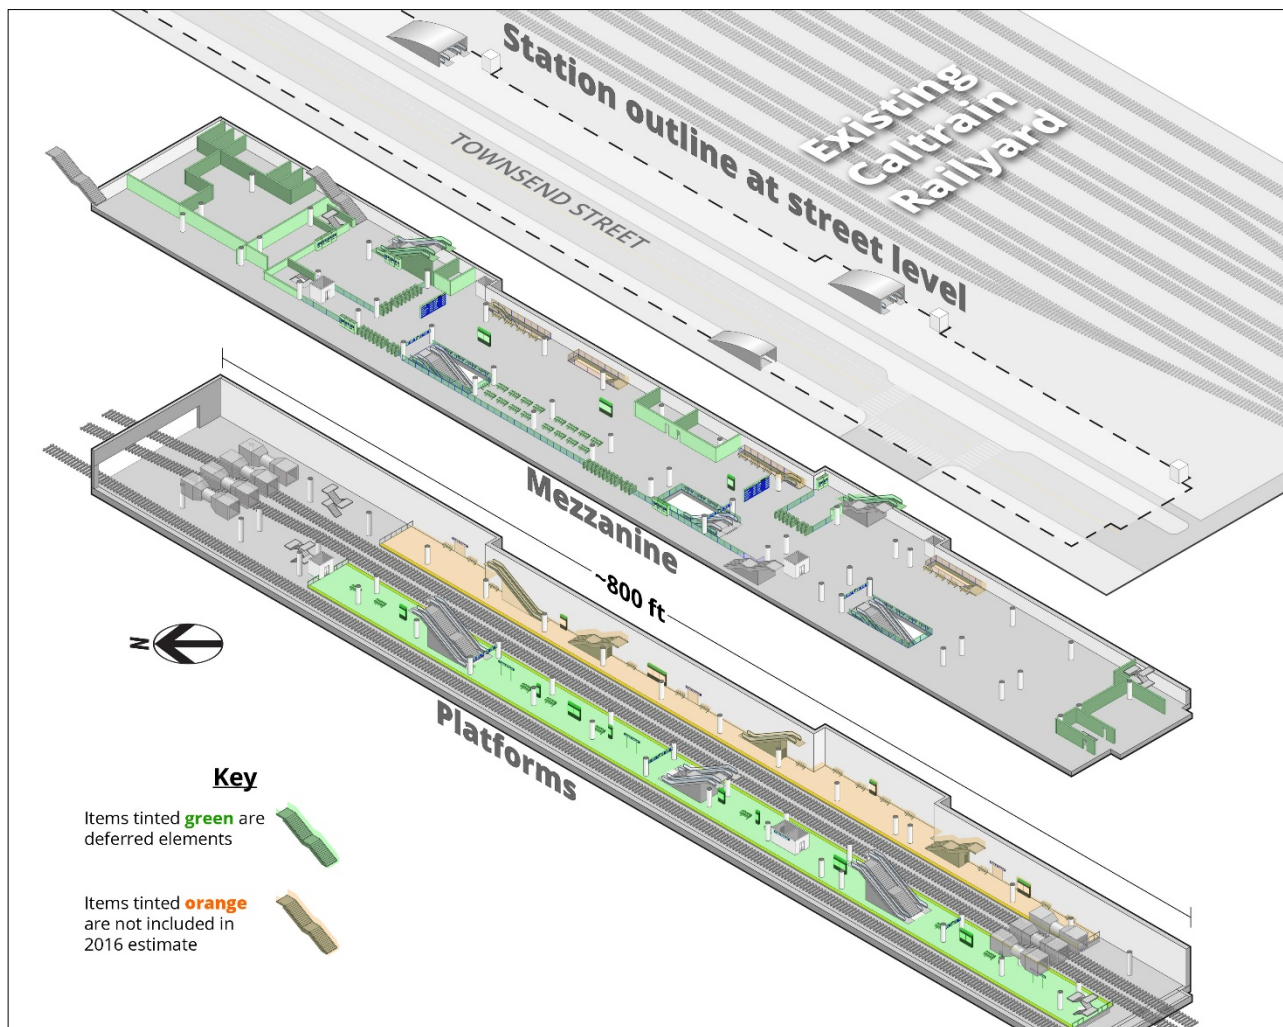 Station outline at street level
Existing
Caltrain
Railyard
TOWNSEND STREET
Mezzanine
~800 ft
N
Platforms
Key
Items tinted green are
deferred elements
Items tinted orange
are not included in
2016 estimate